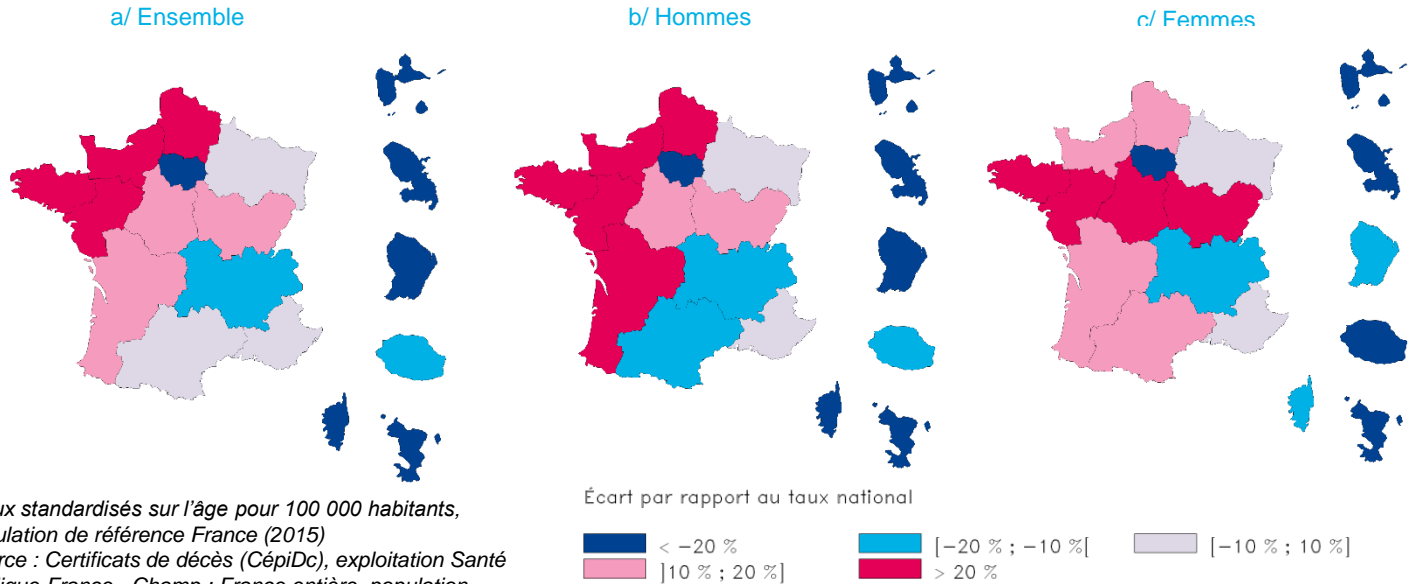 a/ Ensemble
b/ Hommes
c/ Femmes
ux standardisés sur l’âge pour 100 000 habitants,
ulation de référence France (2015)
rce : Certificats de décès (CépiDc), exploitation Santé
Écart par rapport au taux national
< −20 %
[−20 % ; −10 %[
[−10 % ; 10 %]
]10 % ; 20 %]
> 20 %